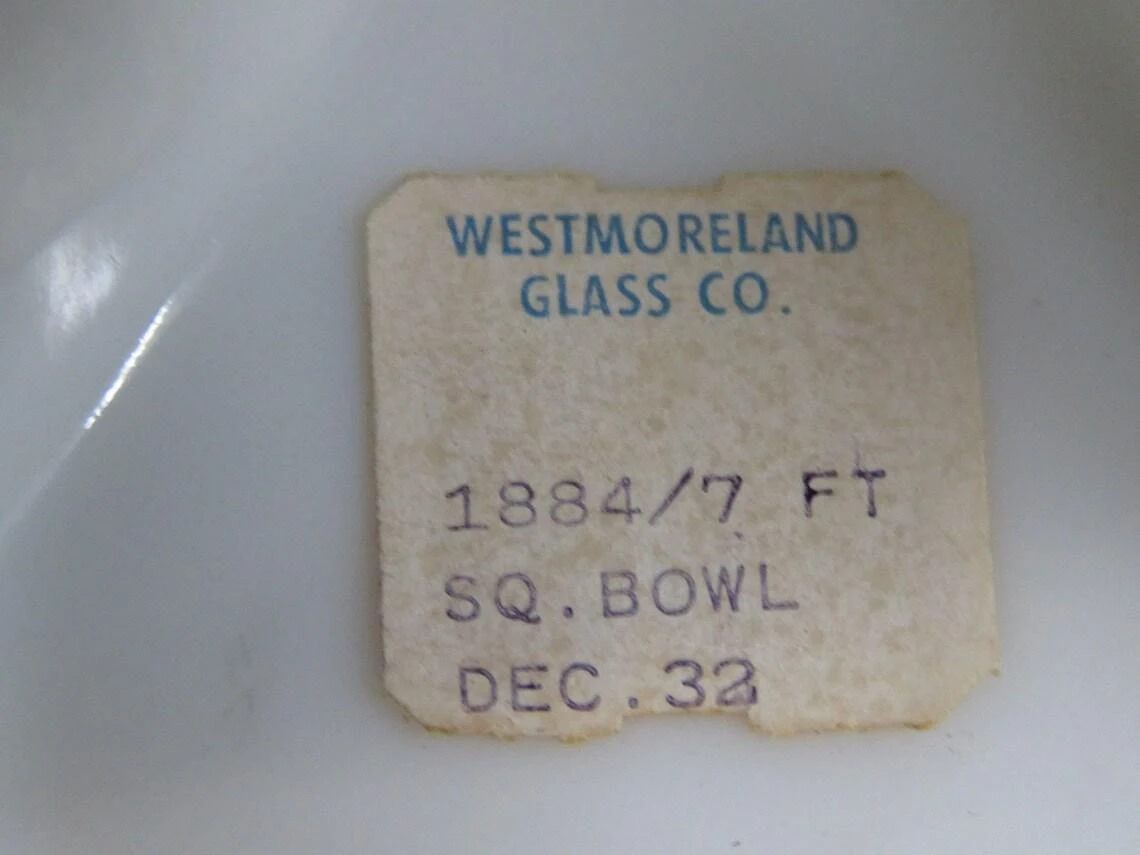 WESTMORELAND
GLASS CO.
1884/7 FT
SQ.BOWL
DEC.32